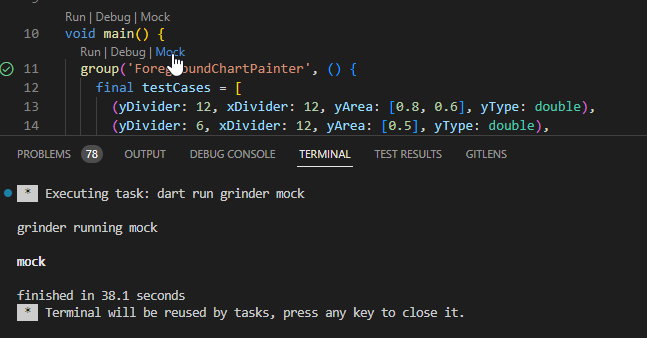 Run | Debug | Mock
10 void main() {
Run | Debug | Mock
11 group('ForegroundChartPainter', () {
12 final testCases = [
13 (yDivider: 12, xDivider: 12, yArea: [0.8, 0.6], yType: double),
14 (yDivider: 6, xDivider: 12, yArea: [0.5], yType: double),
PROBLEMS 78 OUTPUT DEBUG CONSOLE TERMINAL TEST RESULTS GITLENS
* Executing task: dart run grinder mock
grinder running mock
mock
finished in 38.1 seconds
* Terminal will be reused by tasks, press any key to close it.